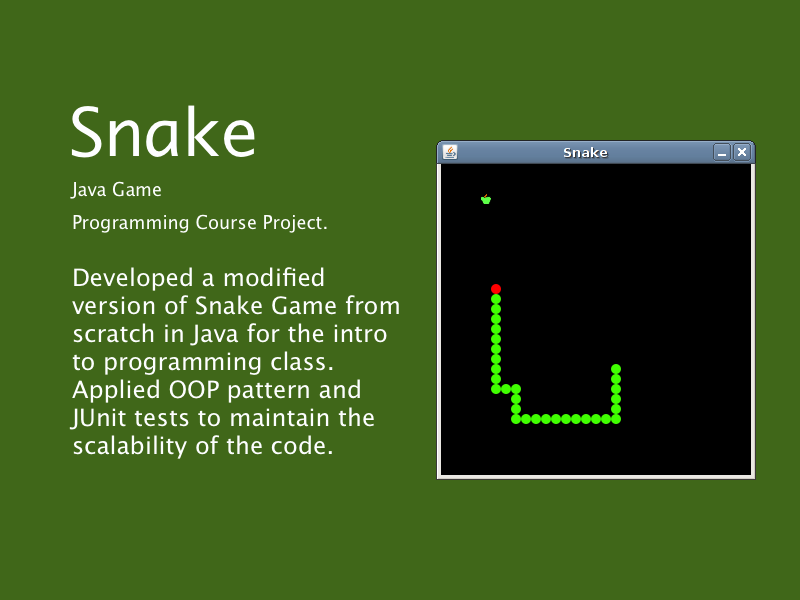 Snake
Java Game
Programming Course Project.
Developed a modified
version of Snake Game from
scratch in Java for the intro
to programming class.
Applied OOP pattern and
JUnit tests to maintain the
scalability of the code.
Snake